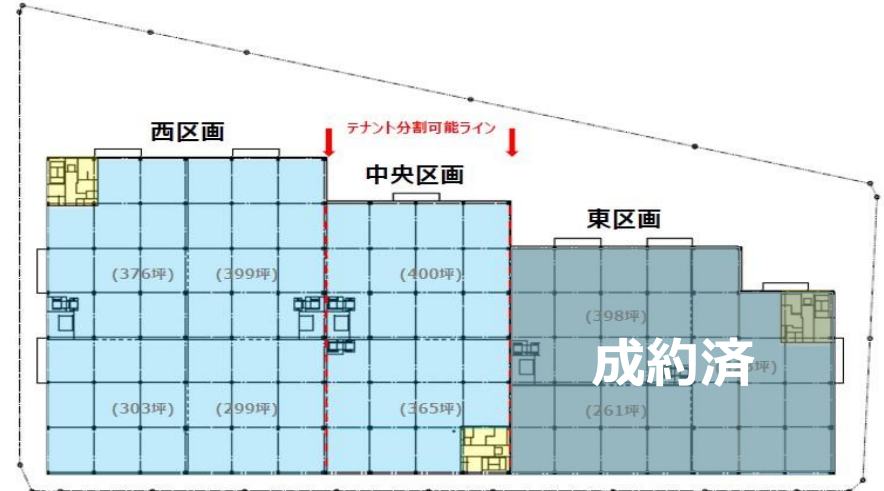 西区画
テナント分割可能ライン
中央区画
東区画
(376坪)
(399坪)
(400坪)
(398坪)
成約済
坪)
(303坪)
(299坪)
(365坪)
(261坪)